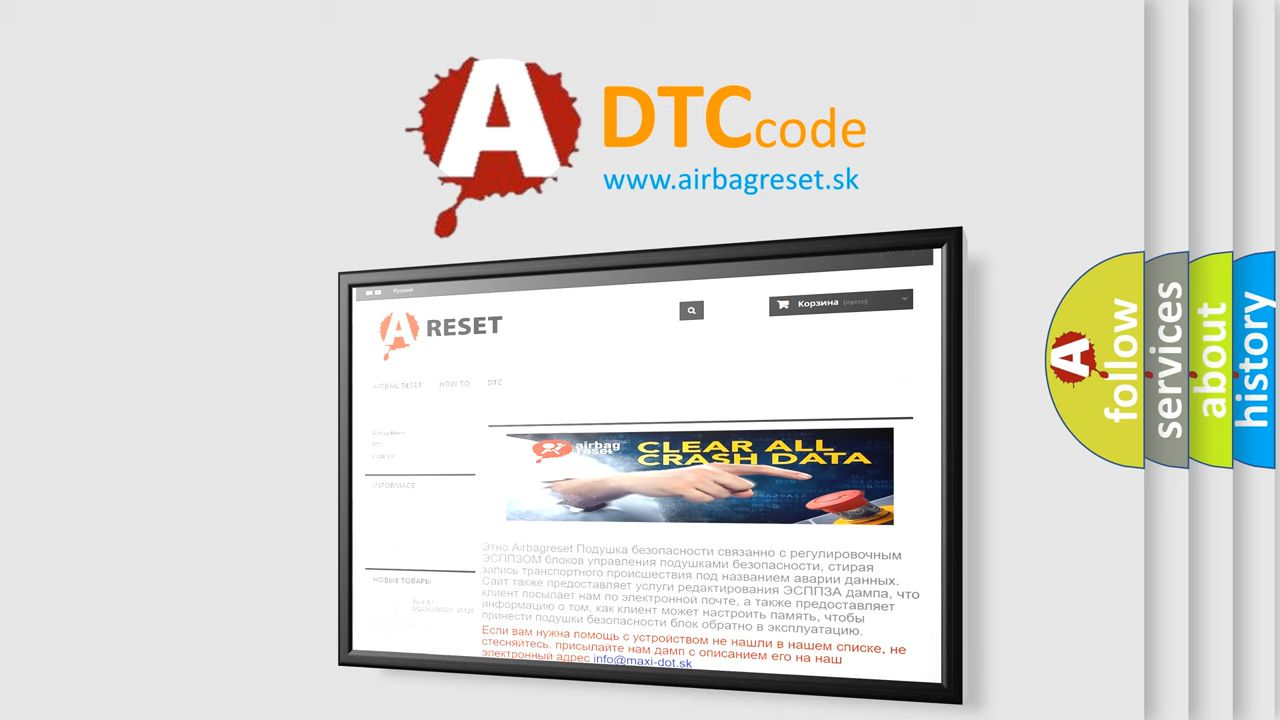 A DTCcode
www.airbagreset.sk
Русский
A RESET
Корзина (пусто)
AIRBAG RESET HOW TO DTC
INFORMACE
airbag reset
CLEAR ALL
CRASH DATA
Этно Airbagreset Подушка безопасности связанно с регулировочным
ЭСППЗОМ блоков управления подушками безопасности, стирая
запись транспортного происшествия под названием аварии данных.
Сайт также предоставляет услуги редактирования ЭСППЗА дампа, что
клиент посылает нам по электронной почте, а также предоставляет
информацию о том, как клиент может настроить память, чтобы
принести подушки безопасности блок обратно в эксплуатацию.
Если вам нужна помощь с устройством не нашли в нашем списке, не
стесняйтесь, присылайте нам дамп с описанием его на наш
электронный адрес info@maxi-dot.sk
НОВЫЕ ТОВАРЫ
A
follow
services
about
history